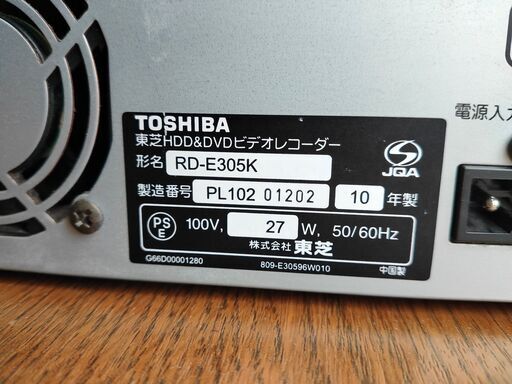 TOSHIBA
東芝HDD&DVDビデオレコーダー
形名 RD-E305K
製造番号 PL102 01202 10 年製
JQA
PS E 100V, 27 W, 50/60Hz
株式会社 東芝
G66D00001280 809-E30596W010 中国製
電源入力